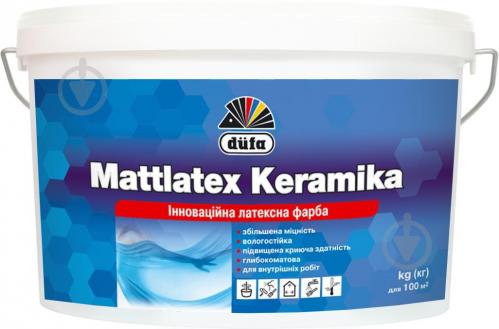 düfa
Mattlatex Keramika
Інноваційна латексна фарба
• збільшена міцність
• вологостійка
• підвищена криюча здатність
• глибокоматова
• для внутрішніх робіт
kg (кг)
для 100 м²